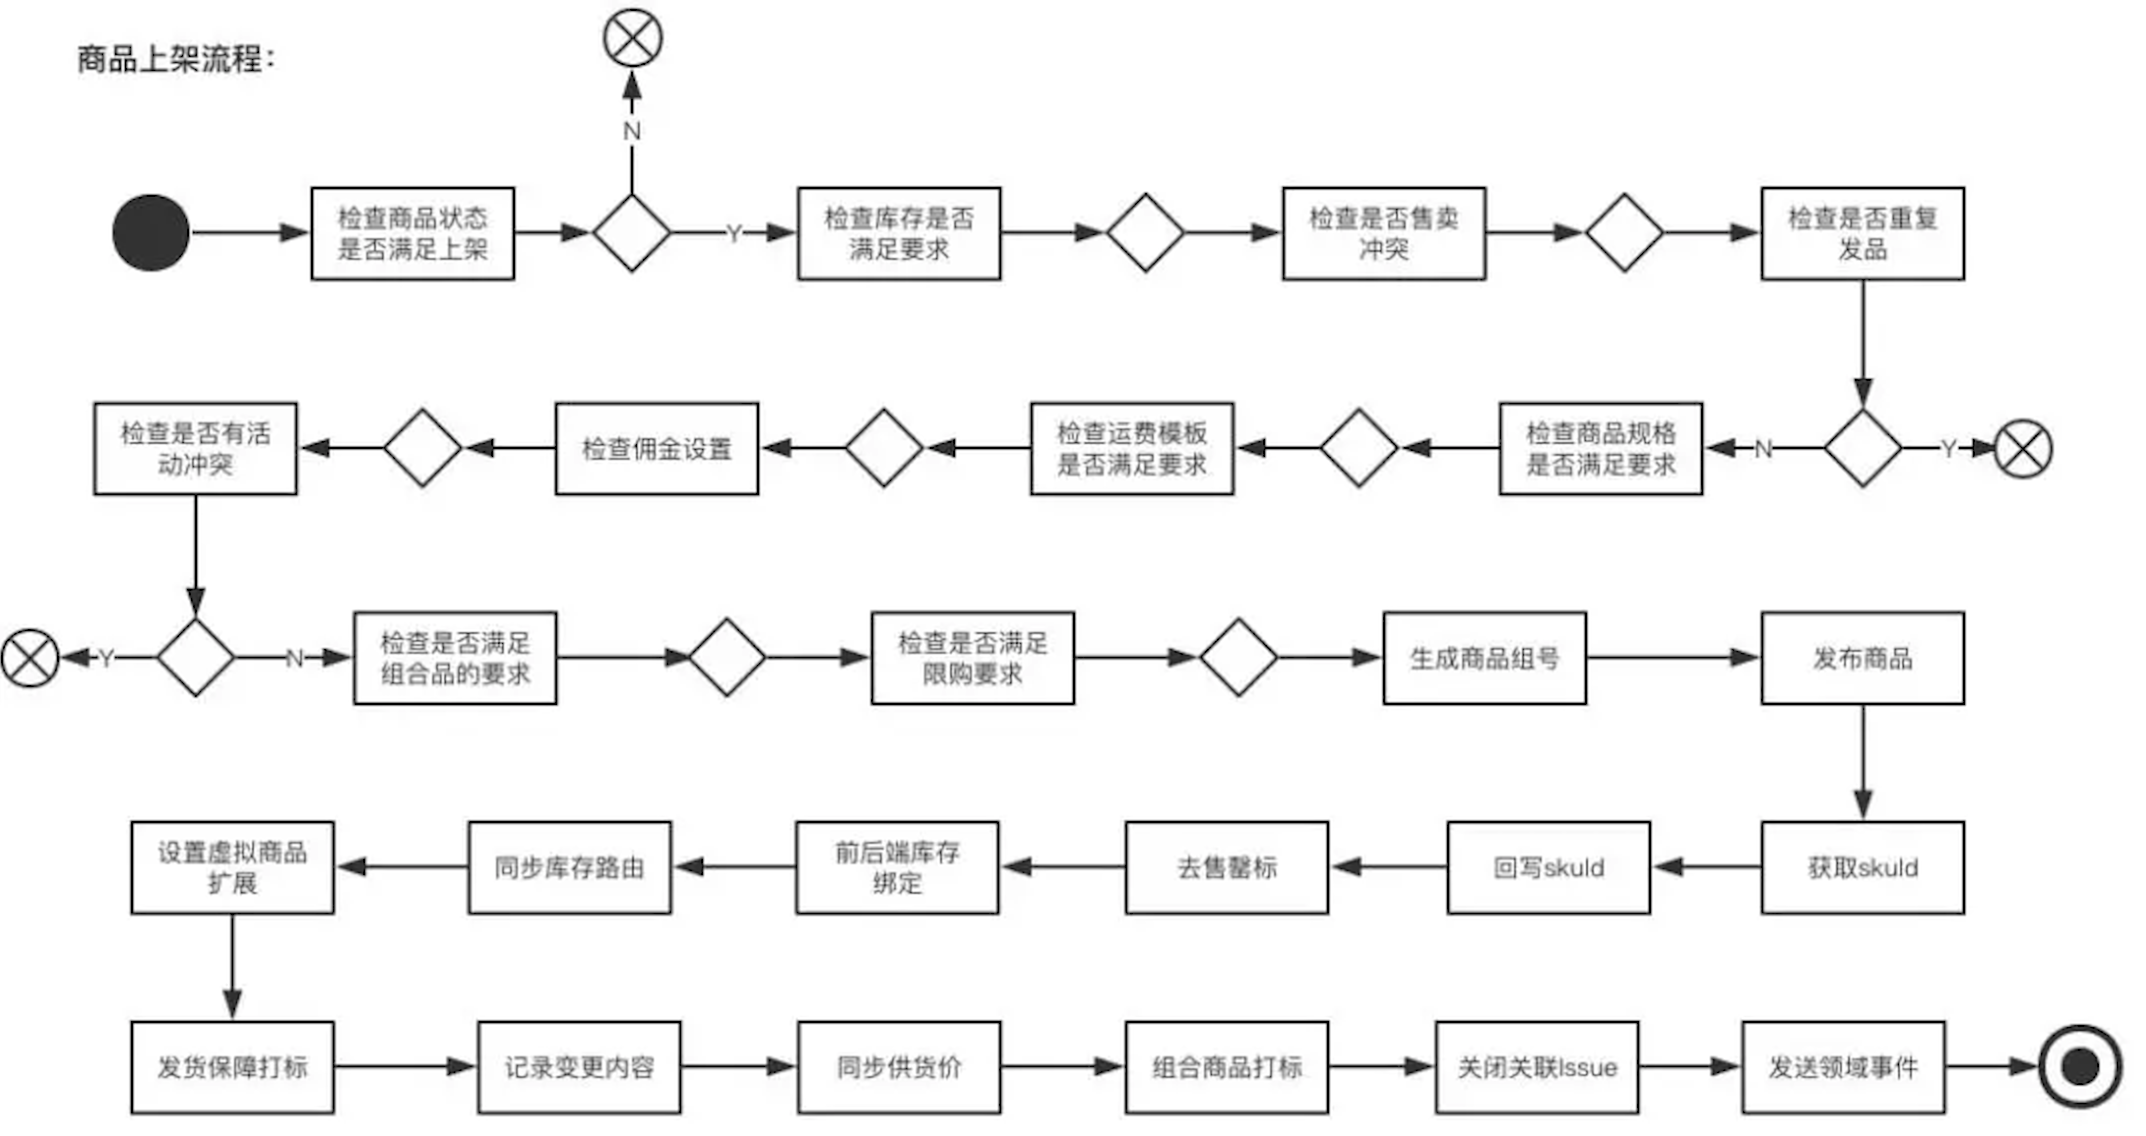 商品上架流程：
N
检查商品状态
是否满足上架
Y
检查库存是否
满足要求
检查是否售卖
冲突
检查是否重复
发品
检查是否有活
动冲突
检查佣金设置
检查运费模板
是否满足要求
检查商品规格
是否满足要求
N
Y
Y
N
检查是否满足
组合品的要求
检查是否满足
限购要求
生成商品组号
发布商品
设置虚拟商品
扩展
同步库存路由
前后端库存
绑定
去售罄标
回写skuId
获取skuId
发货保障打标
记录变更内容
同步供货价
组合商品打标
关闭关联Issue
发送领域事件